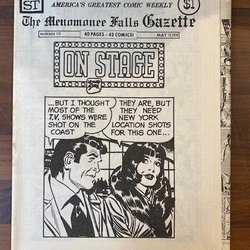 ST
AMERICA'S GREATEST COMIC WEEKLY
$1
The Menomonee Falls Gazette
40 PAGES - 42 COMICS!
ON STAGE
...BUT I THOUGHT
MOST OF THE
T.V. SHOWS WERE
SHOT ON THE
COAST
THEY ARE, BUT
THEY NEED
NEW YORK
LOCATION SHOTS
FOR THIS ONE...